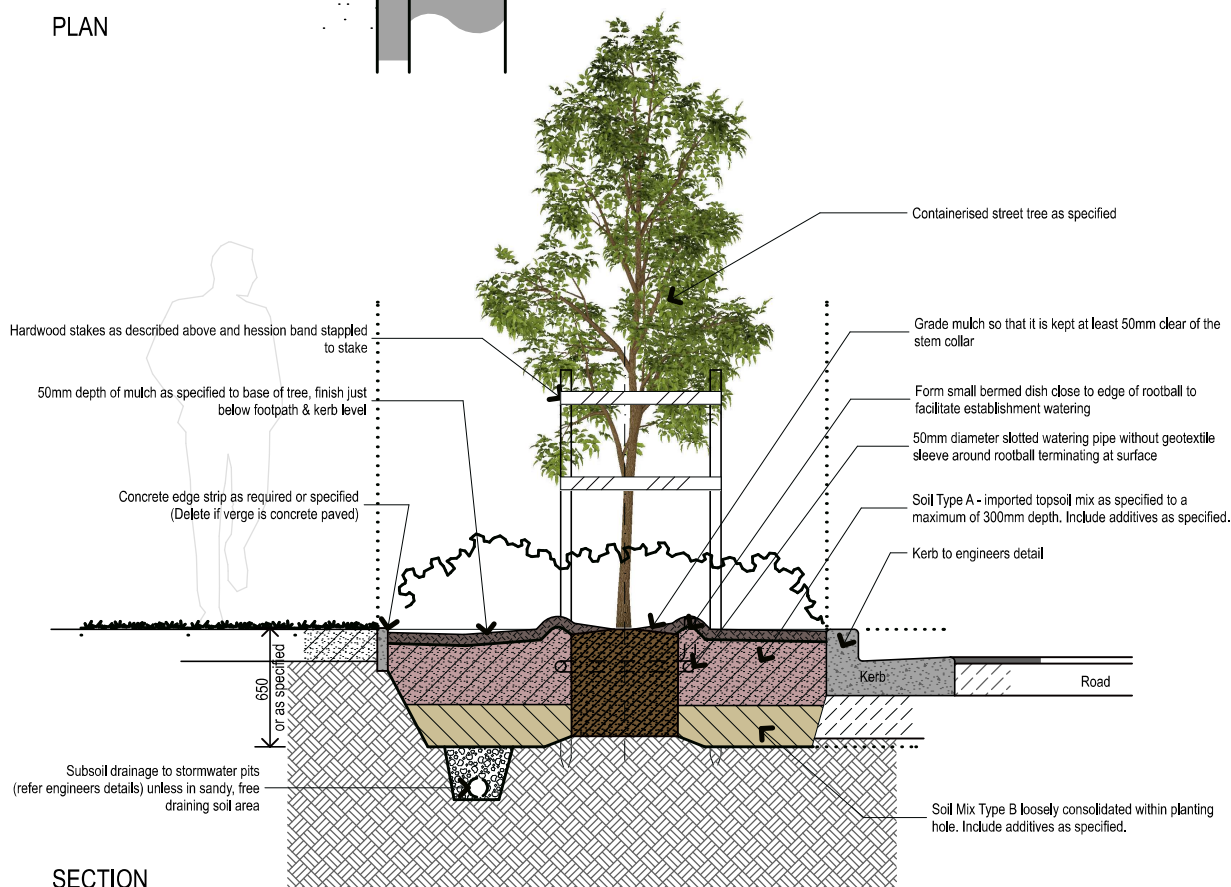 PLAN
Containerised street tree as specified
Hardwood stakes as described above and hession band stappled
to stake
Grade mulch so that it is kept at least 50mm clear of the
stem collar
50mm depth of mulch as specified to base of tree, finish just
below footpath & kerb level
Form small bermed dish close to edge of rootball to
facilitate establishment watering
50mm diameter slotted watering pipe without geotextile
sleeve around rootball terminating at surface
Concrete edge strip as required or specified
(Delete if verge is concrete paved)
Soil Type A - imported topsoil mix as specified to a
maximum of 300mm depth. Include additives as specified.
Kerb to engineers detail
650
or as specified
Kerb
Road
Subsoil drainage to stormwater pits
(refer engineers details) unless in sandy, free
draining soil area
Soil Mix Type B loosely consolidated within planting
hole. Include additives as specified.
SECTION